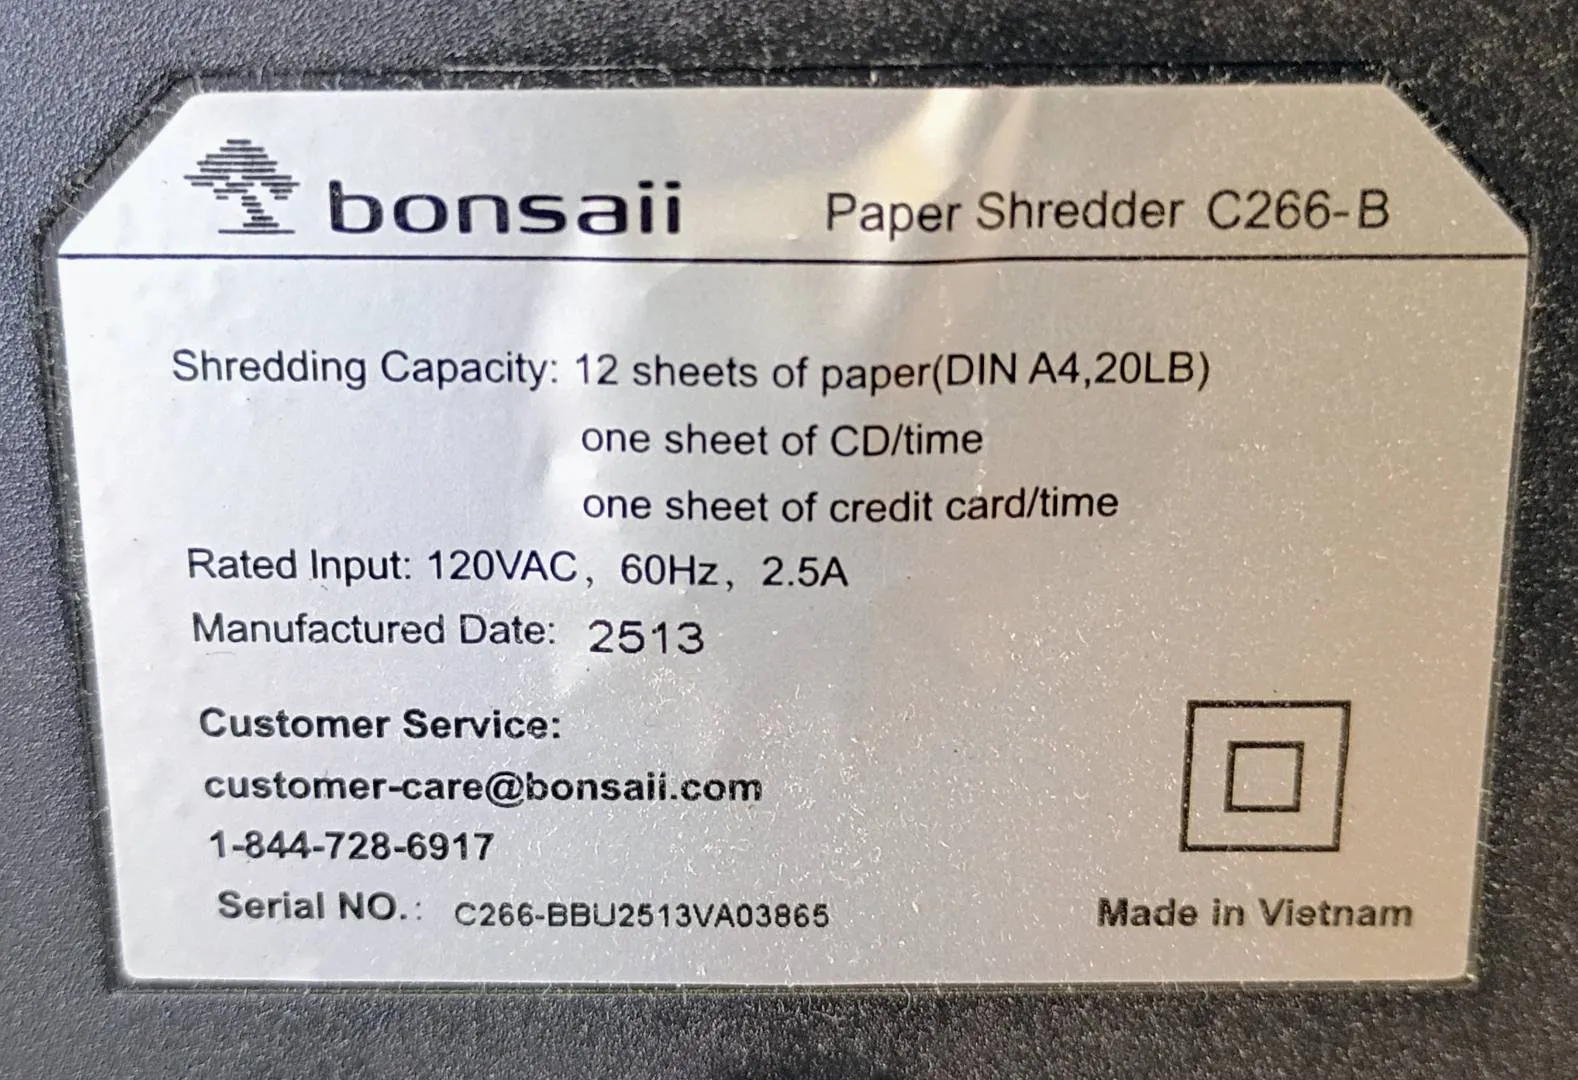 bonsaii Paper Shredder C266-B
Shredding Capacity: 12 sheets of paper(DIN A4,20LB)
one sheet of CD/time
one sheet of credit card/time
Rated Input: 120VAC, 60Hz, 2.5A
Manufactured Date: 2513
Customer Service:
customer-care@bonsaii.com
1-844-728-6917
Serial NO.: C266-BBU2513VA03865
Made in Vietnam